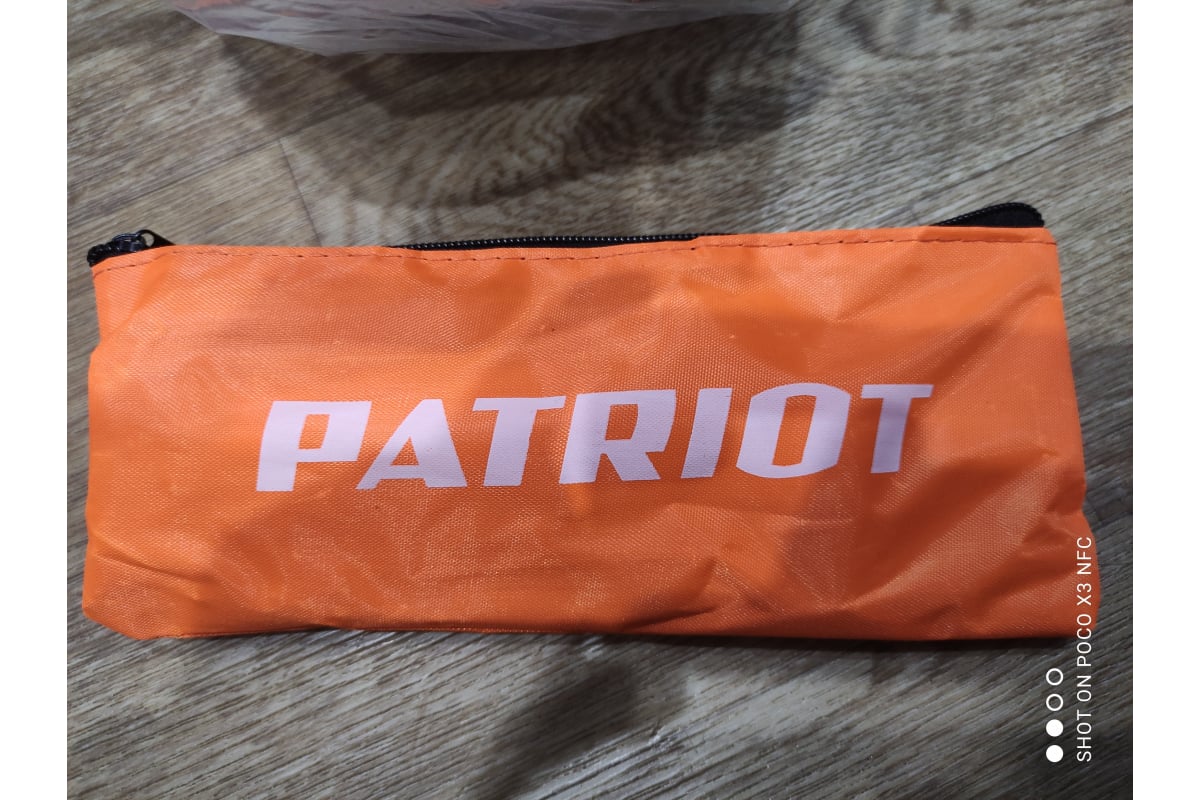 PATRIOT
SHOT ON POCO X3 NFC